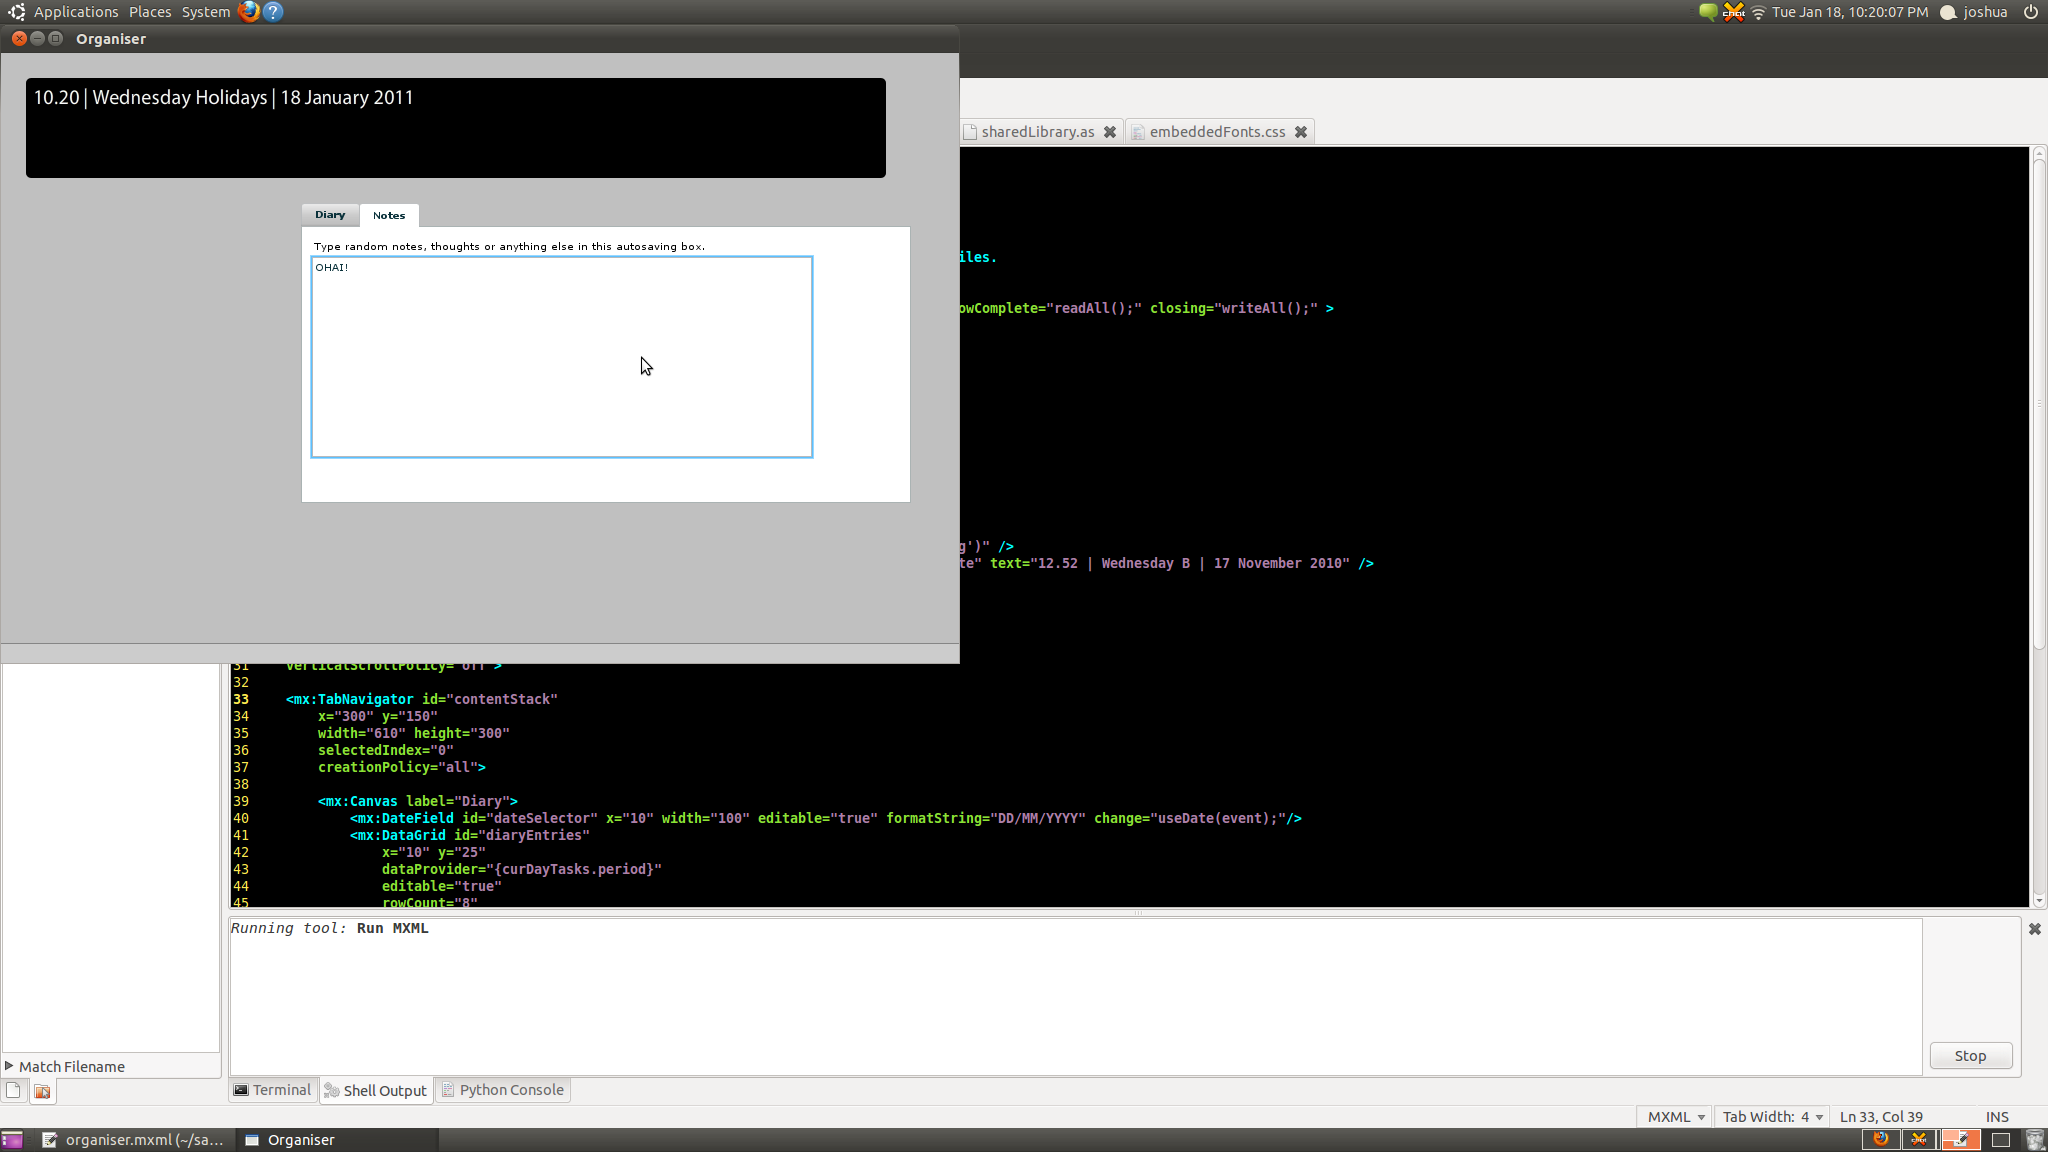 Applications Places System
chat
Tue Jan 18, 10:20:07 PM joshua
Organiser
10.20 | Wednesday Holidays | 18 January 2011
sharedLibrary.as
embeddedFonts.css
Diary
Notes
Type random notes, thoughts or anything else in this autosaving box.
OHAI!
iles.
owComplete="readAll();" closing="writeAll();" >
g')" />
te" text="12.52 | Wednesday B | 17 November 2010" />
31 verticalScrollPolicy="off">
32
33 <mx:TabNavigator id="contentStack"
34 x="300" y="150"
35 width="610" height="300"
36 selectedIndex="0"
37 creationPolicy="all">
38
39 <mx:Canvas label="Diary">
40 <mx:DateField id="dateSelector" x="10" width="100" editable="true" formatString="DD/MM/YYYY" change="useDate(event);"/>
41 <mx:DataGrid id="diaryEntries"
42 x="10" y="25"
43 dataProvider="{curDayTasks.period}"
44 editable="true"
45 rowCount="8"
Running tool: Run MXML
Stop
Match Filename
Terminal
Shell Output
Python Console
MXML
Tab Width: 4
Ln 33, Col 39
INS
organiser.mxml (~/sa...
Organiser